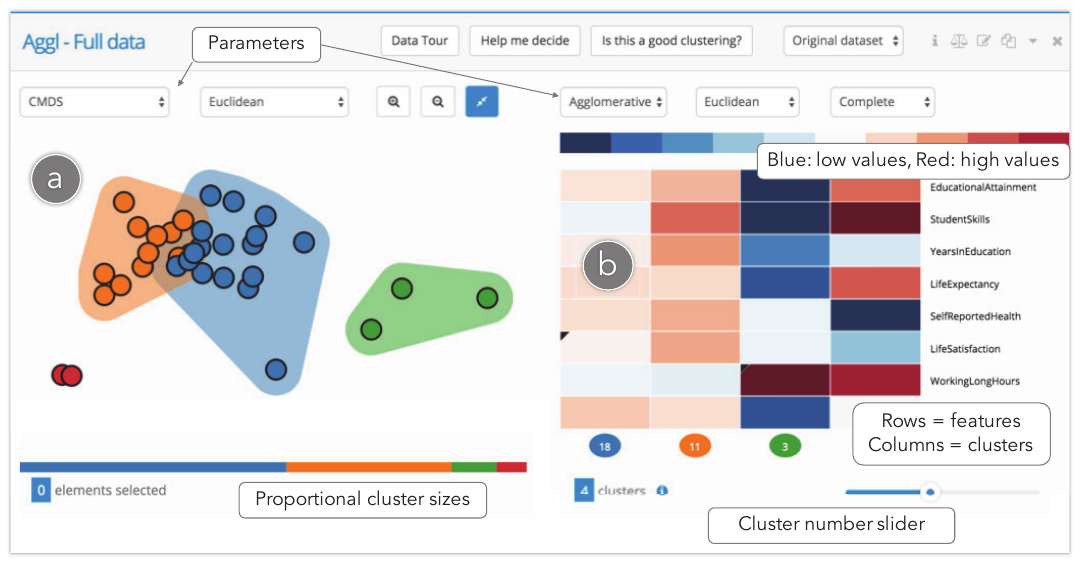 Aggl - Full data
Parameters
Data Tour
Help me decide
Is this a good clustering?
Original dataset
CMDS
Euclidean
Agglomerative
Euclidean
Complete
a
Blue: low values, Red: high values
EducationalAttainment
StudentSkills
YearsInEducation
b
LifeExpectancy
SelfReportedHealth
LifeSatisfaction
WorkingLongHours
Rows = features
Columns = clusters
18
11
3
0 elements selected
Proportional cluster sizes
4 clusters
Cluster number slider